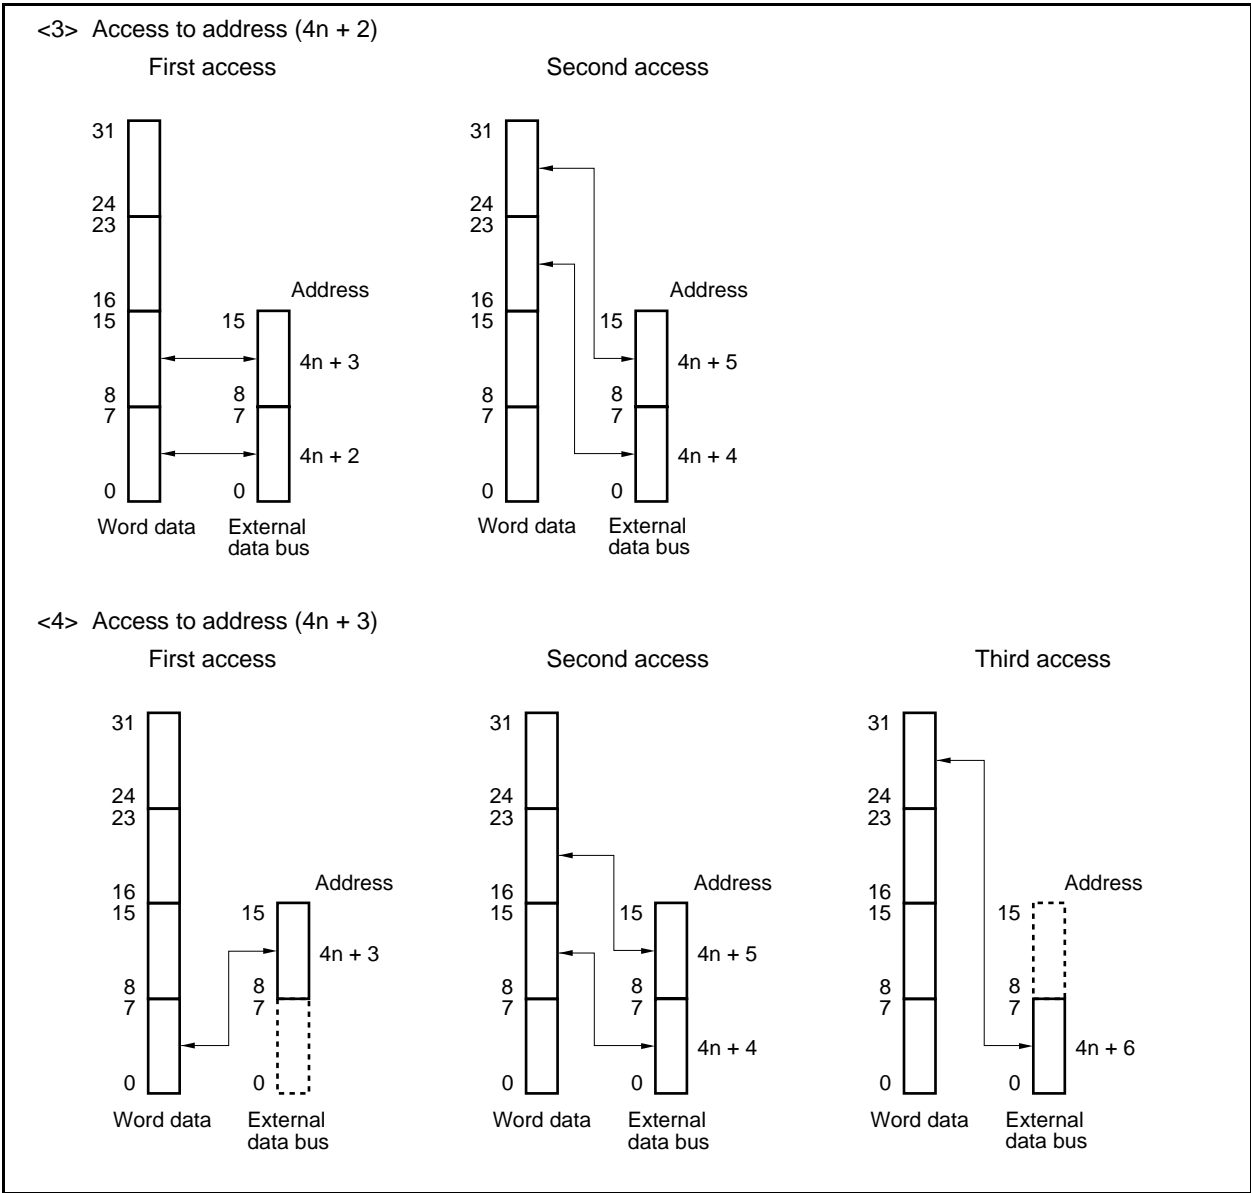 <3> Access to address (4n + 2)
First access
Second access
31
24
23
16
15
8
7
0
Address
15
4n + 3
8
7
4n + 2
0
Word data
External
data bus
31
24
23
16
15
8
7
0
Address
15
4n + 5
8
7
4n + 4
0
Word data
External
data bus
<4> Access to address (4n + 3)
First access
Second access
Third access
31
24
23
16
15
8
7
0
Address
15
4n + 3
8
7
0
Word data
External
data bus
31
24
23
16
15
8
7
0
Address
15
4n + 5
8
7
4n + 4
0
Word data
External
data bus
31
24
23
16
15
8
7
0
Address
15
8
7
4n + 6
0
Word data
External
data bus